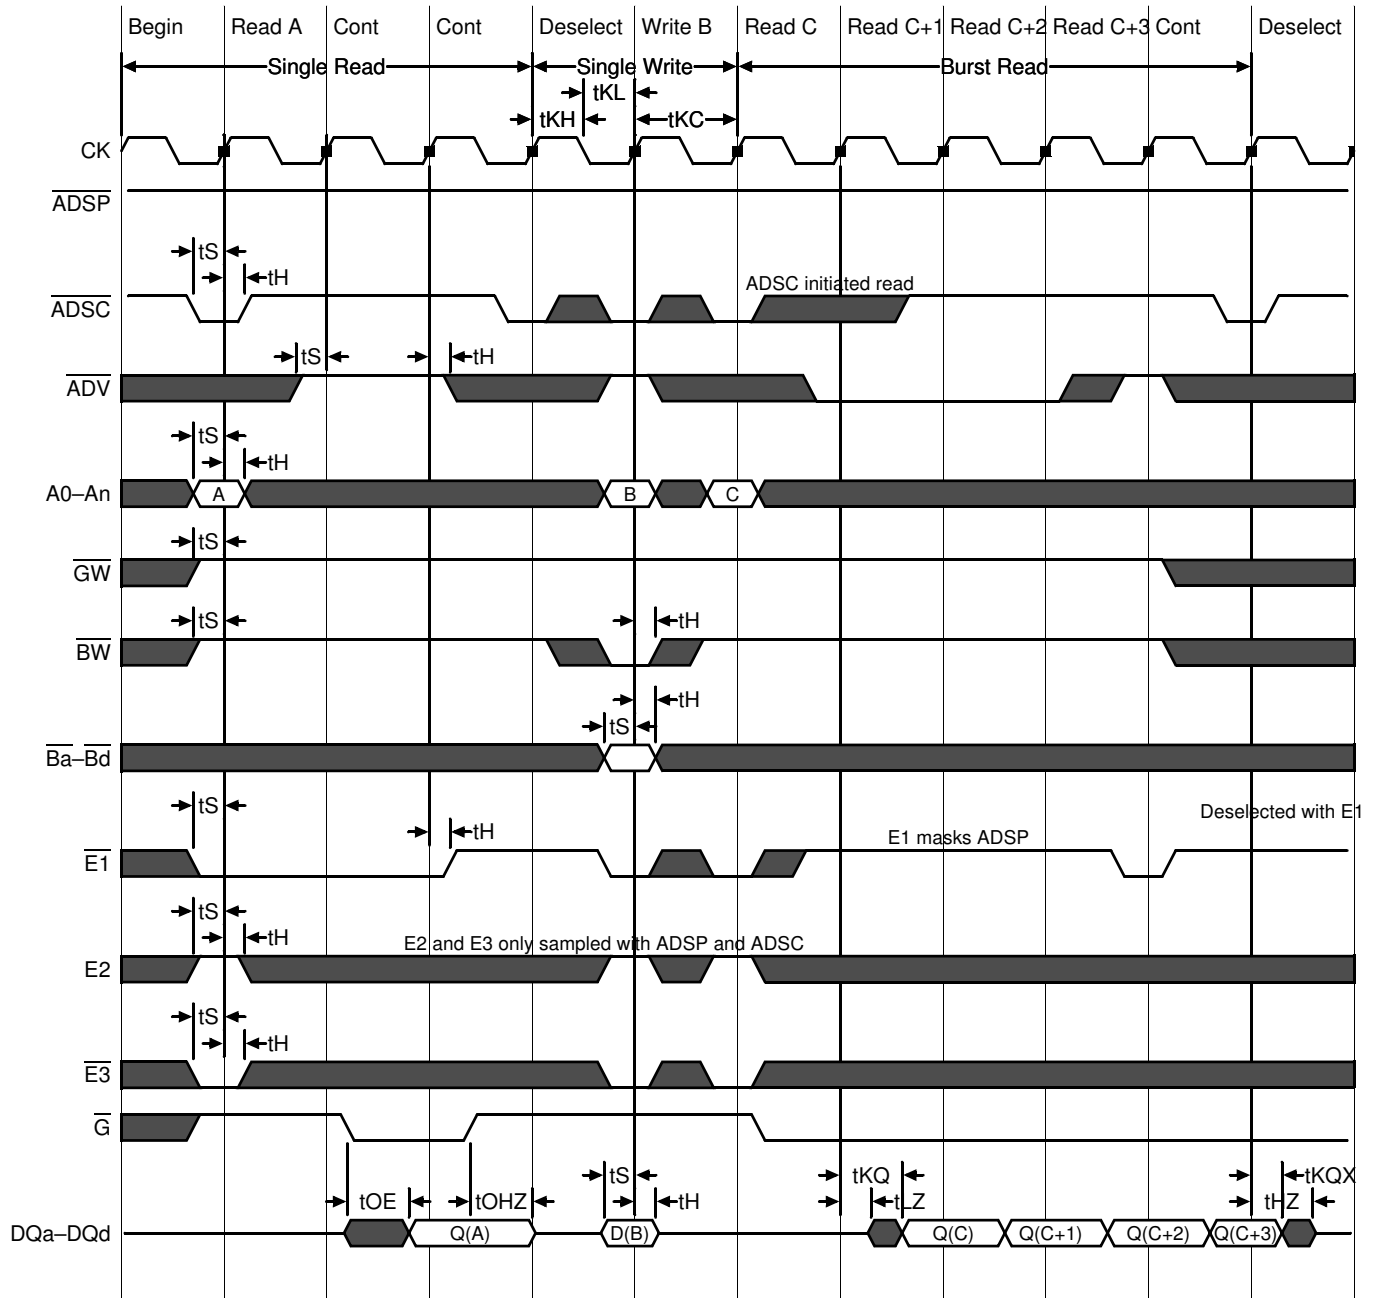 Begin Read A Cont Cont Deselect Write B Read C Read C+1 Read C+2 Read C+3 Cont Deselect
Single Read Single Write Burst Read
tKL
tKH tKC
CK
ADSP
tS
tH
ADSC initiated read
ADSC
tS tH
ADV
tS
tH
A0–An A B C
tS
GW
tS tH
BW
tH
tS
Ba–Bd
tS Deselected with E1
tH E1 masks ADSP
E1
tS
tH E2 and E3 only sampled with ADSP and ADSC
E2
tS
tH
E3
G
tS tKQ tKQX
tOE tOHZ tH tLZ tHZ
DQa–DQd Q(A) D(B) Q(C) Q(C+1) Q(C+2) Q(C+3)